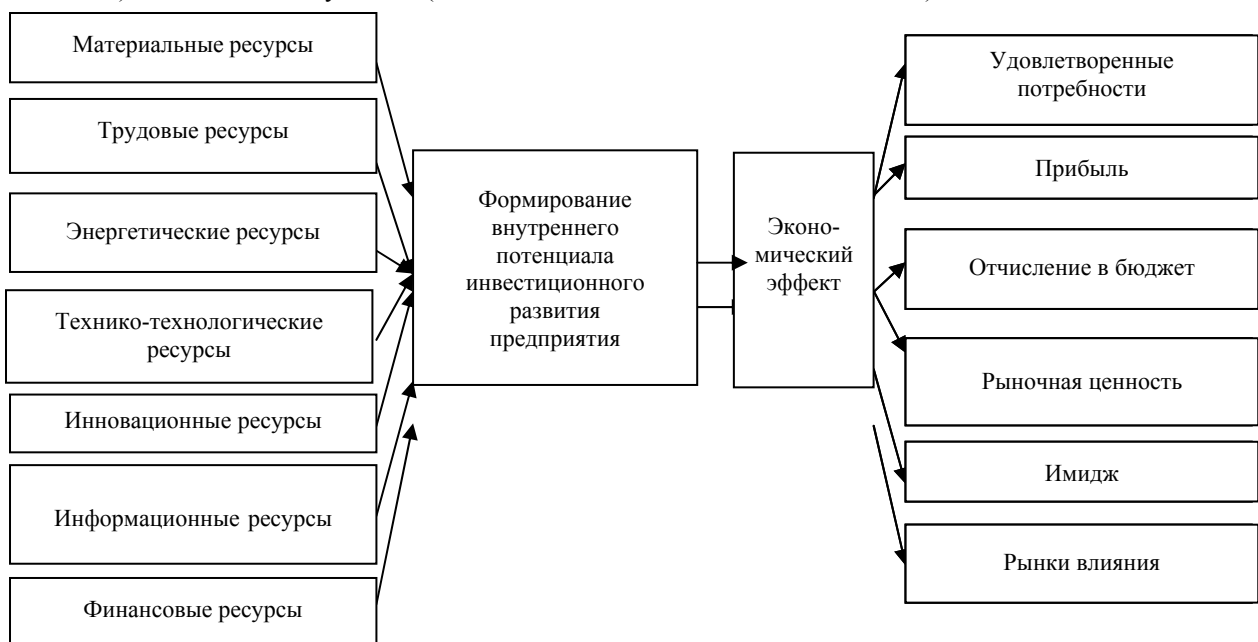 Материальные ресурсы
Трудовые ресурсы
Энергетические ресурсы
Технико-технологические
ресурсы
Инновационные ресурсы
Информационные ресурсы
Финансовые ресурсы
Формирование
внутреннего
потенциала
инвестиционного
развития
предприятия
Эконо-
мический
эффект
Удовлетворенные
потребности
Прибыль
Отчисление в бюджет
Рыночная ценность
Имидж
Рынки влияния